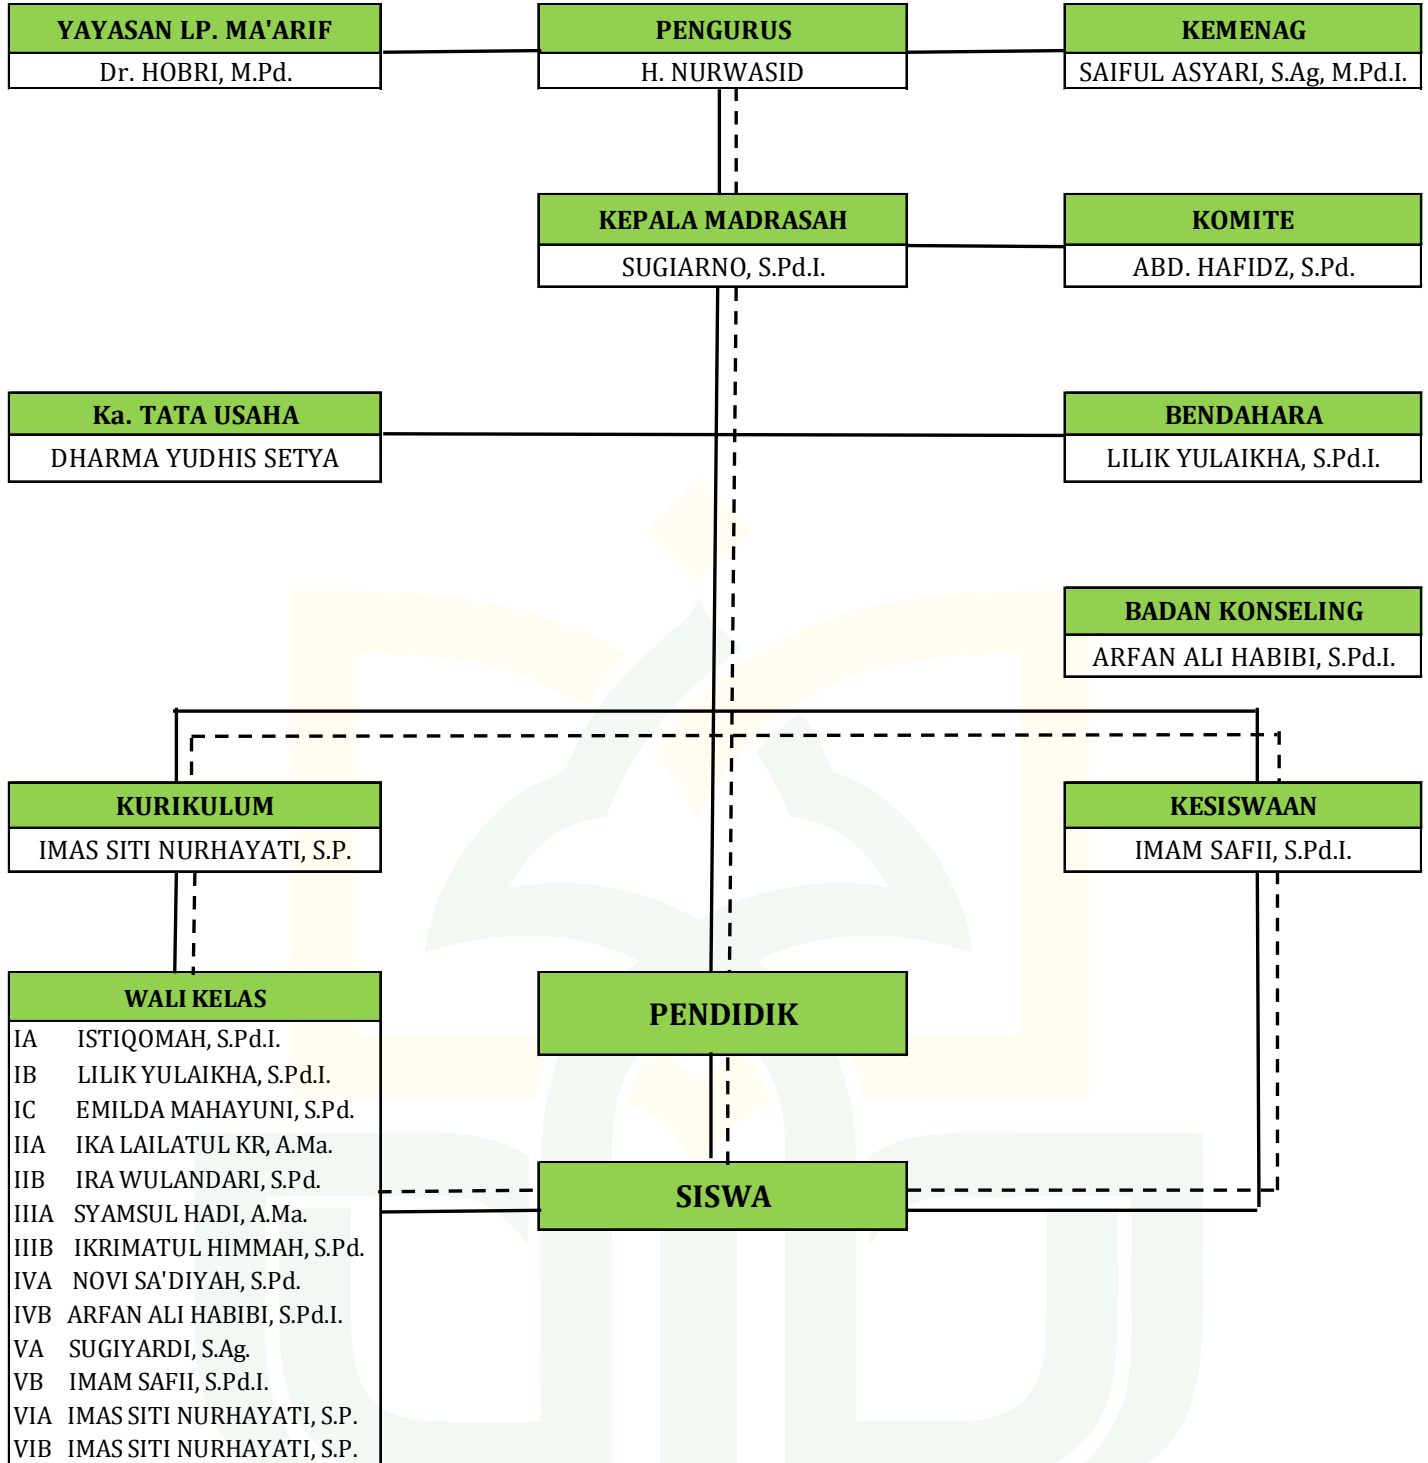 YAYASAN LP. MA'ARIF
Dr. HOBRI, M.Pd.
PENGURUS
H. NURWASID
KEMENAG
SAIFUL ASYARI, S.Ag, M.Pd.I.
KEPALA MADRASAH
SUGIARNO, S.Pd.I.
KOMITE
ABD. HAFIDZ, S.Pd.
Ka. TATA USAHA
DHARMA YUDHIS SETYA
BENDAHARA
LILIK YULAIKHA, S.Pd.I.
BADAN KONSELING
ARFAN ALI HABIBI, S.Pd.I.
KURIKULUM
IMAS SITI NURHAYATI, S.P.
KESISWAAN
IMAM SAFII, S.Pd.I.
WALI KELAS
IA ISTIQOMAH, S.Pd.I.
IB LILIK YULAIKHA, S.Pd.I.
IC EMILDA MAHAYUNI, S.Pd.
IIA IKA LAILATUL KR, A.Ma.
IIB IRA WULANDARI, S.Pd.
IIIA SYAMSUL HADI, A.Ma.
IIIB IKRIMATUL HIMMAH, S.Pd.
IVA NOVI SA'DIYAH, S.Pd.
IVB ARFAN ALI HABIBI, S.Pd.I.
VA SUGIYARDI, S.Ag.
VB IMAM SAFII, S.Pd.I.
VIA IMAS SITI NURHAYATI, S.P.
VIB IMAS SITI NURHAYATI, S.P.
PENDIDIK
SISWA